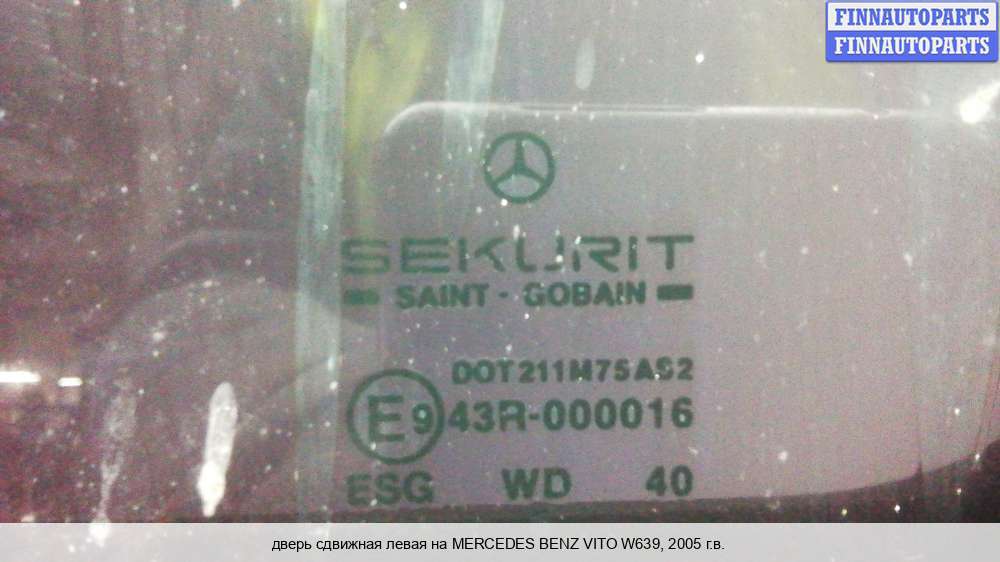 FINNAUTOPARTS
FINNAUTOPARTS
SEKURIT
SAINT - GOBAIN
DOT211M75AS2
E9 43R-000016
ESG WD 40
дверь сдвижная левая на MERCEDES BENZ VITO W639, 2005 г.в.